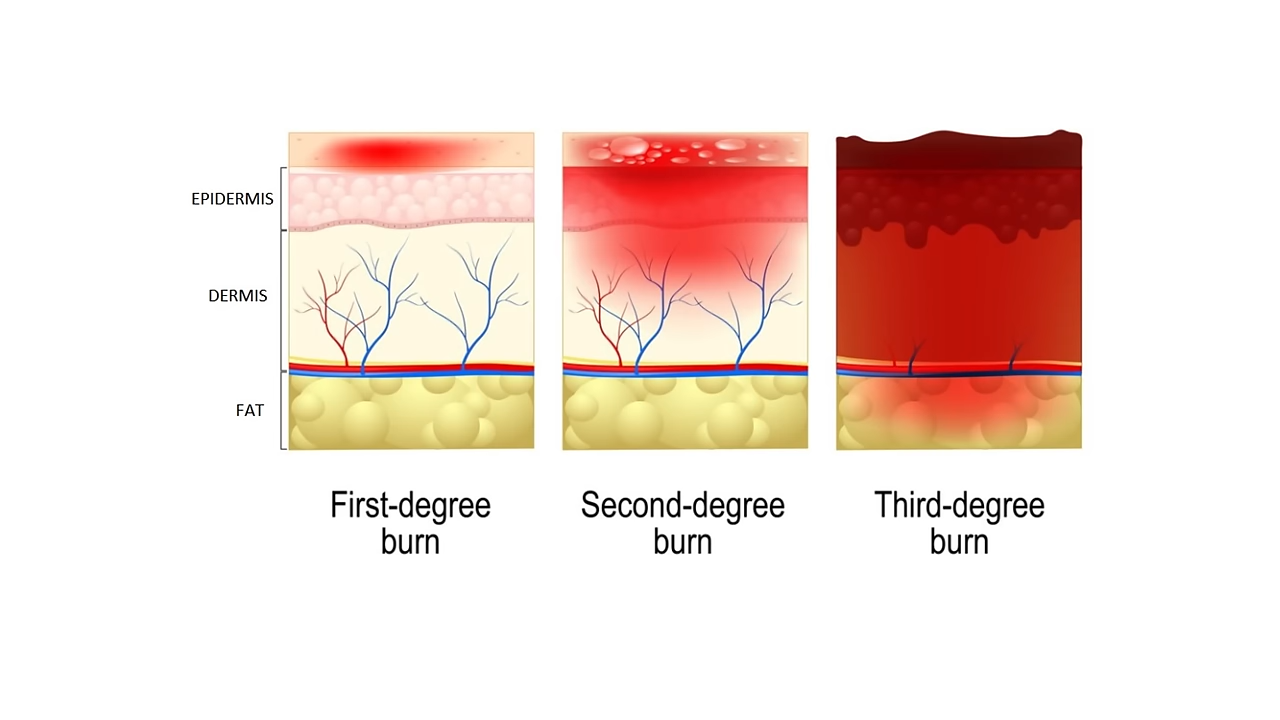 EPIDERMIS
DERMIS
FAT
First-degree
burn
Second-degree
burn
Third-degree
burn